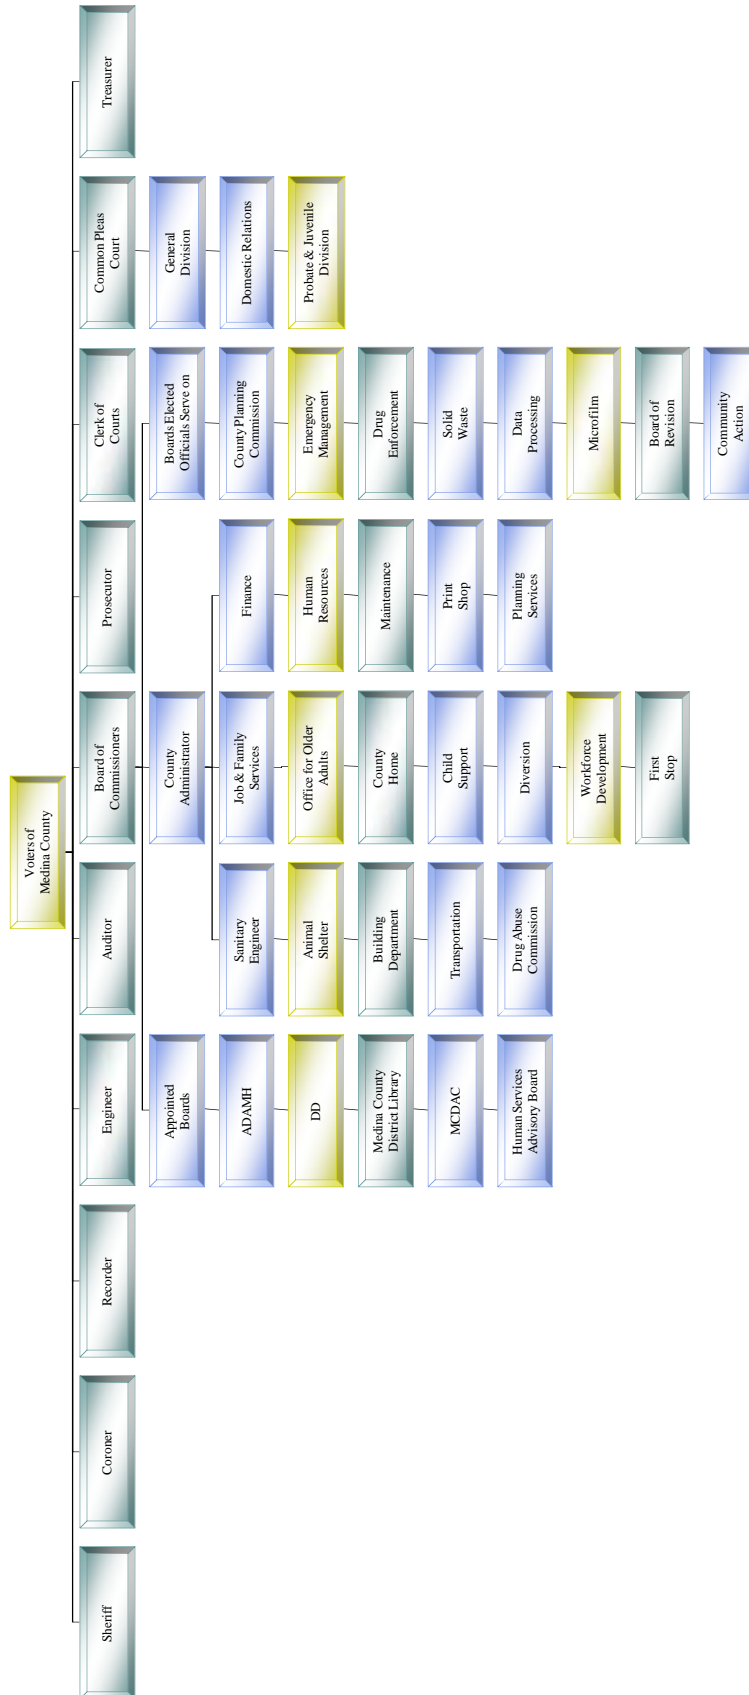 Voters of
Medina County
Sheriff
Coroner
Recorder
Engineer
Auditor
Board of
Commissioners
Prosecutor
Clerk of
Courts
Common Pleas
Court
Treasurer
Appointed
Boards
County
Administrator
Boards Elected
Officials Serve on
General
Division
ADAMH
Sanitary
Engineer
Job & Family
Services
Finance
County Planning
Commission
Domestic Relations
DD
Animal
Shelter
Office for Older
Adults
Human
Resources
Emergency
Management
Probate & Juvenile
Division
Medina County
District Library
Building
Department
County
Home
Maintenance
Drug
Enforcement
MCDAC
Transportation
Child
Support
Print
Shop
Solid
Waste
Human Services
Advisory Board
Drug Abuse
Commission
Diversion
Planning
Services
Data
Processing
Workforce
Development
Microfilm
First
Stop
Board of
Revision
Community
Action